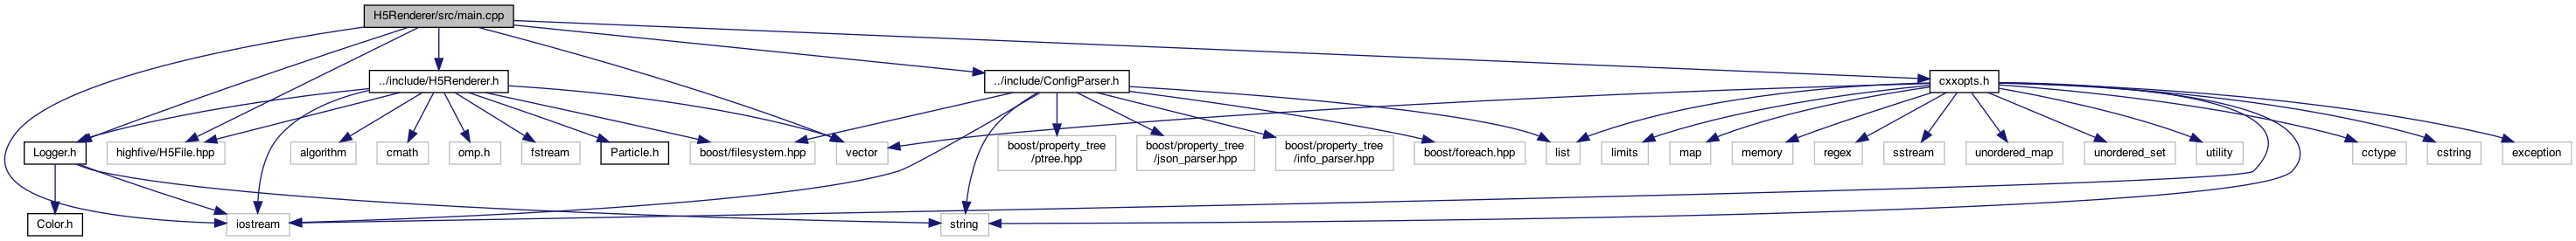 H5Renderer/src/main.cpp
../include/H5Renderer.h
../include/ConfigParser.h
cxxopts.h
Logger.h
highfive/H5File.hpp
algorithm
cmath
omp.h
fstream
Particle.h
boost/filesystem.hpp
vector
boost/property_tree
/ptree.hpp
boost/property_tree
/json_parser.hpp
boost/property_tree
/info_parser.hpp
boost/foreach.hpp
list
limits
map
memory
regex
sstream
unordered_map
unordered_set
utility
cctype
cstring
exception
Color.h
iostream
string